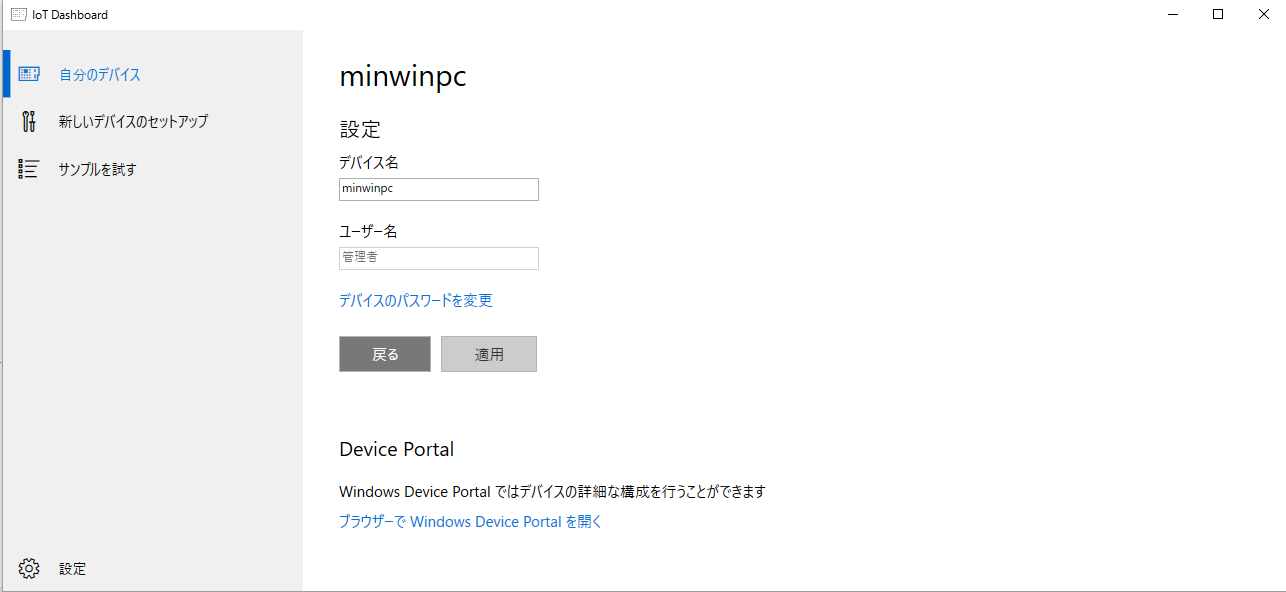 IoT Dashboard
自分のデバイス
新しいデバイスのセットアップ
サンプルを試す
設定
minwinpc
設定
デバイス名
minwinpc
ユーザー名
管理者
デバイスのパスワードを変更
戻る
適用
Device Portal
Windows Device Portal ではデバイスの詳細な構成を行うことができます
ブラウザーで Windows Device Portal を開く